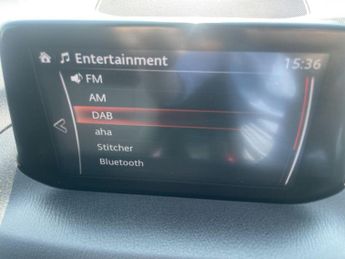 Entertainment 15:36
FM
AM
DAB
aha
Stitcher
Bluetooth